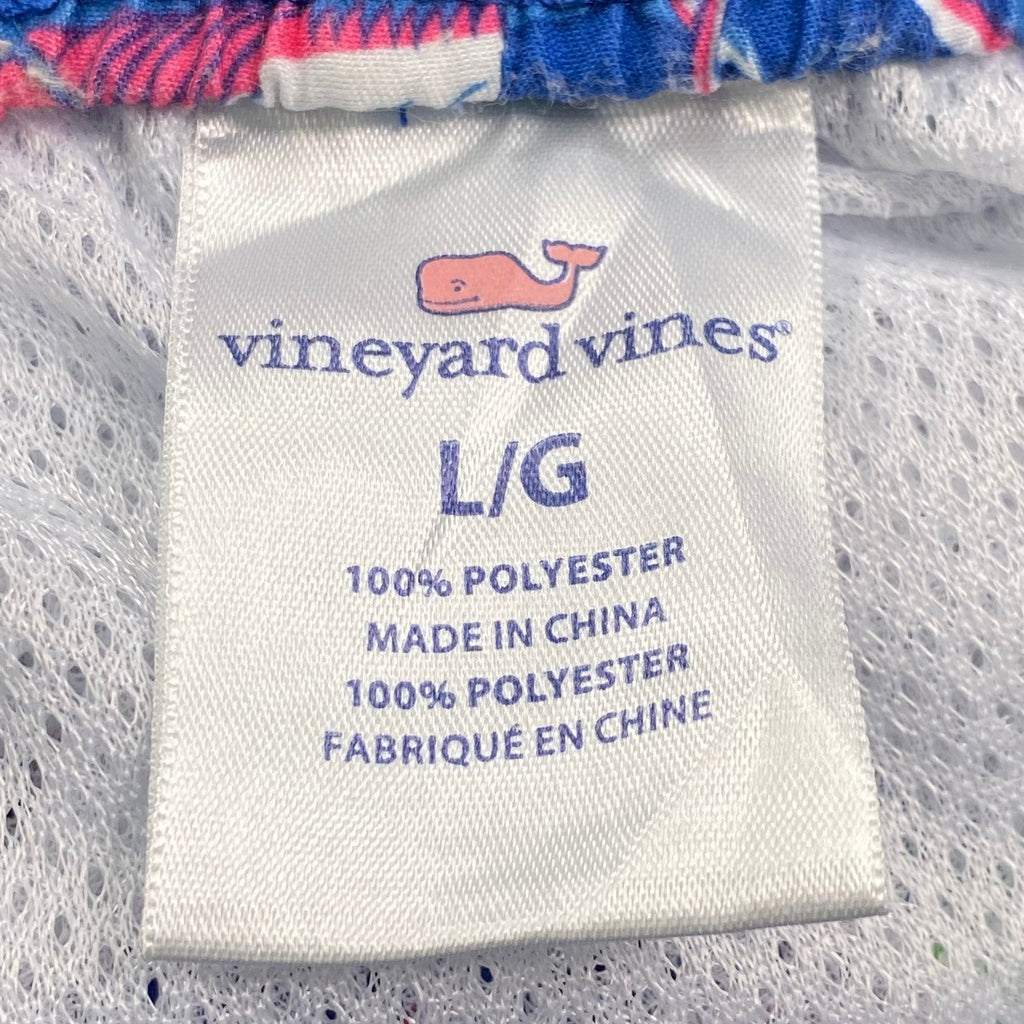 vineyard vines®
L/G
100% POLYESTER
MADE IN CHINA
100% POLYESTER
FABRIQUÉ EN CHINE